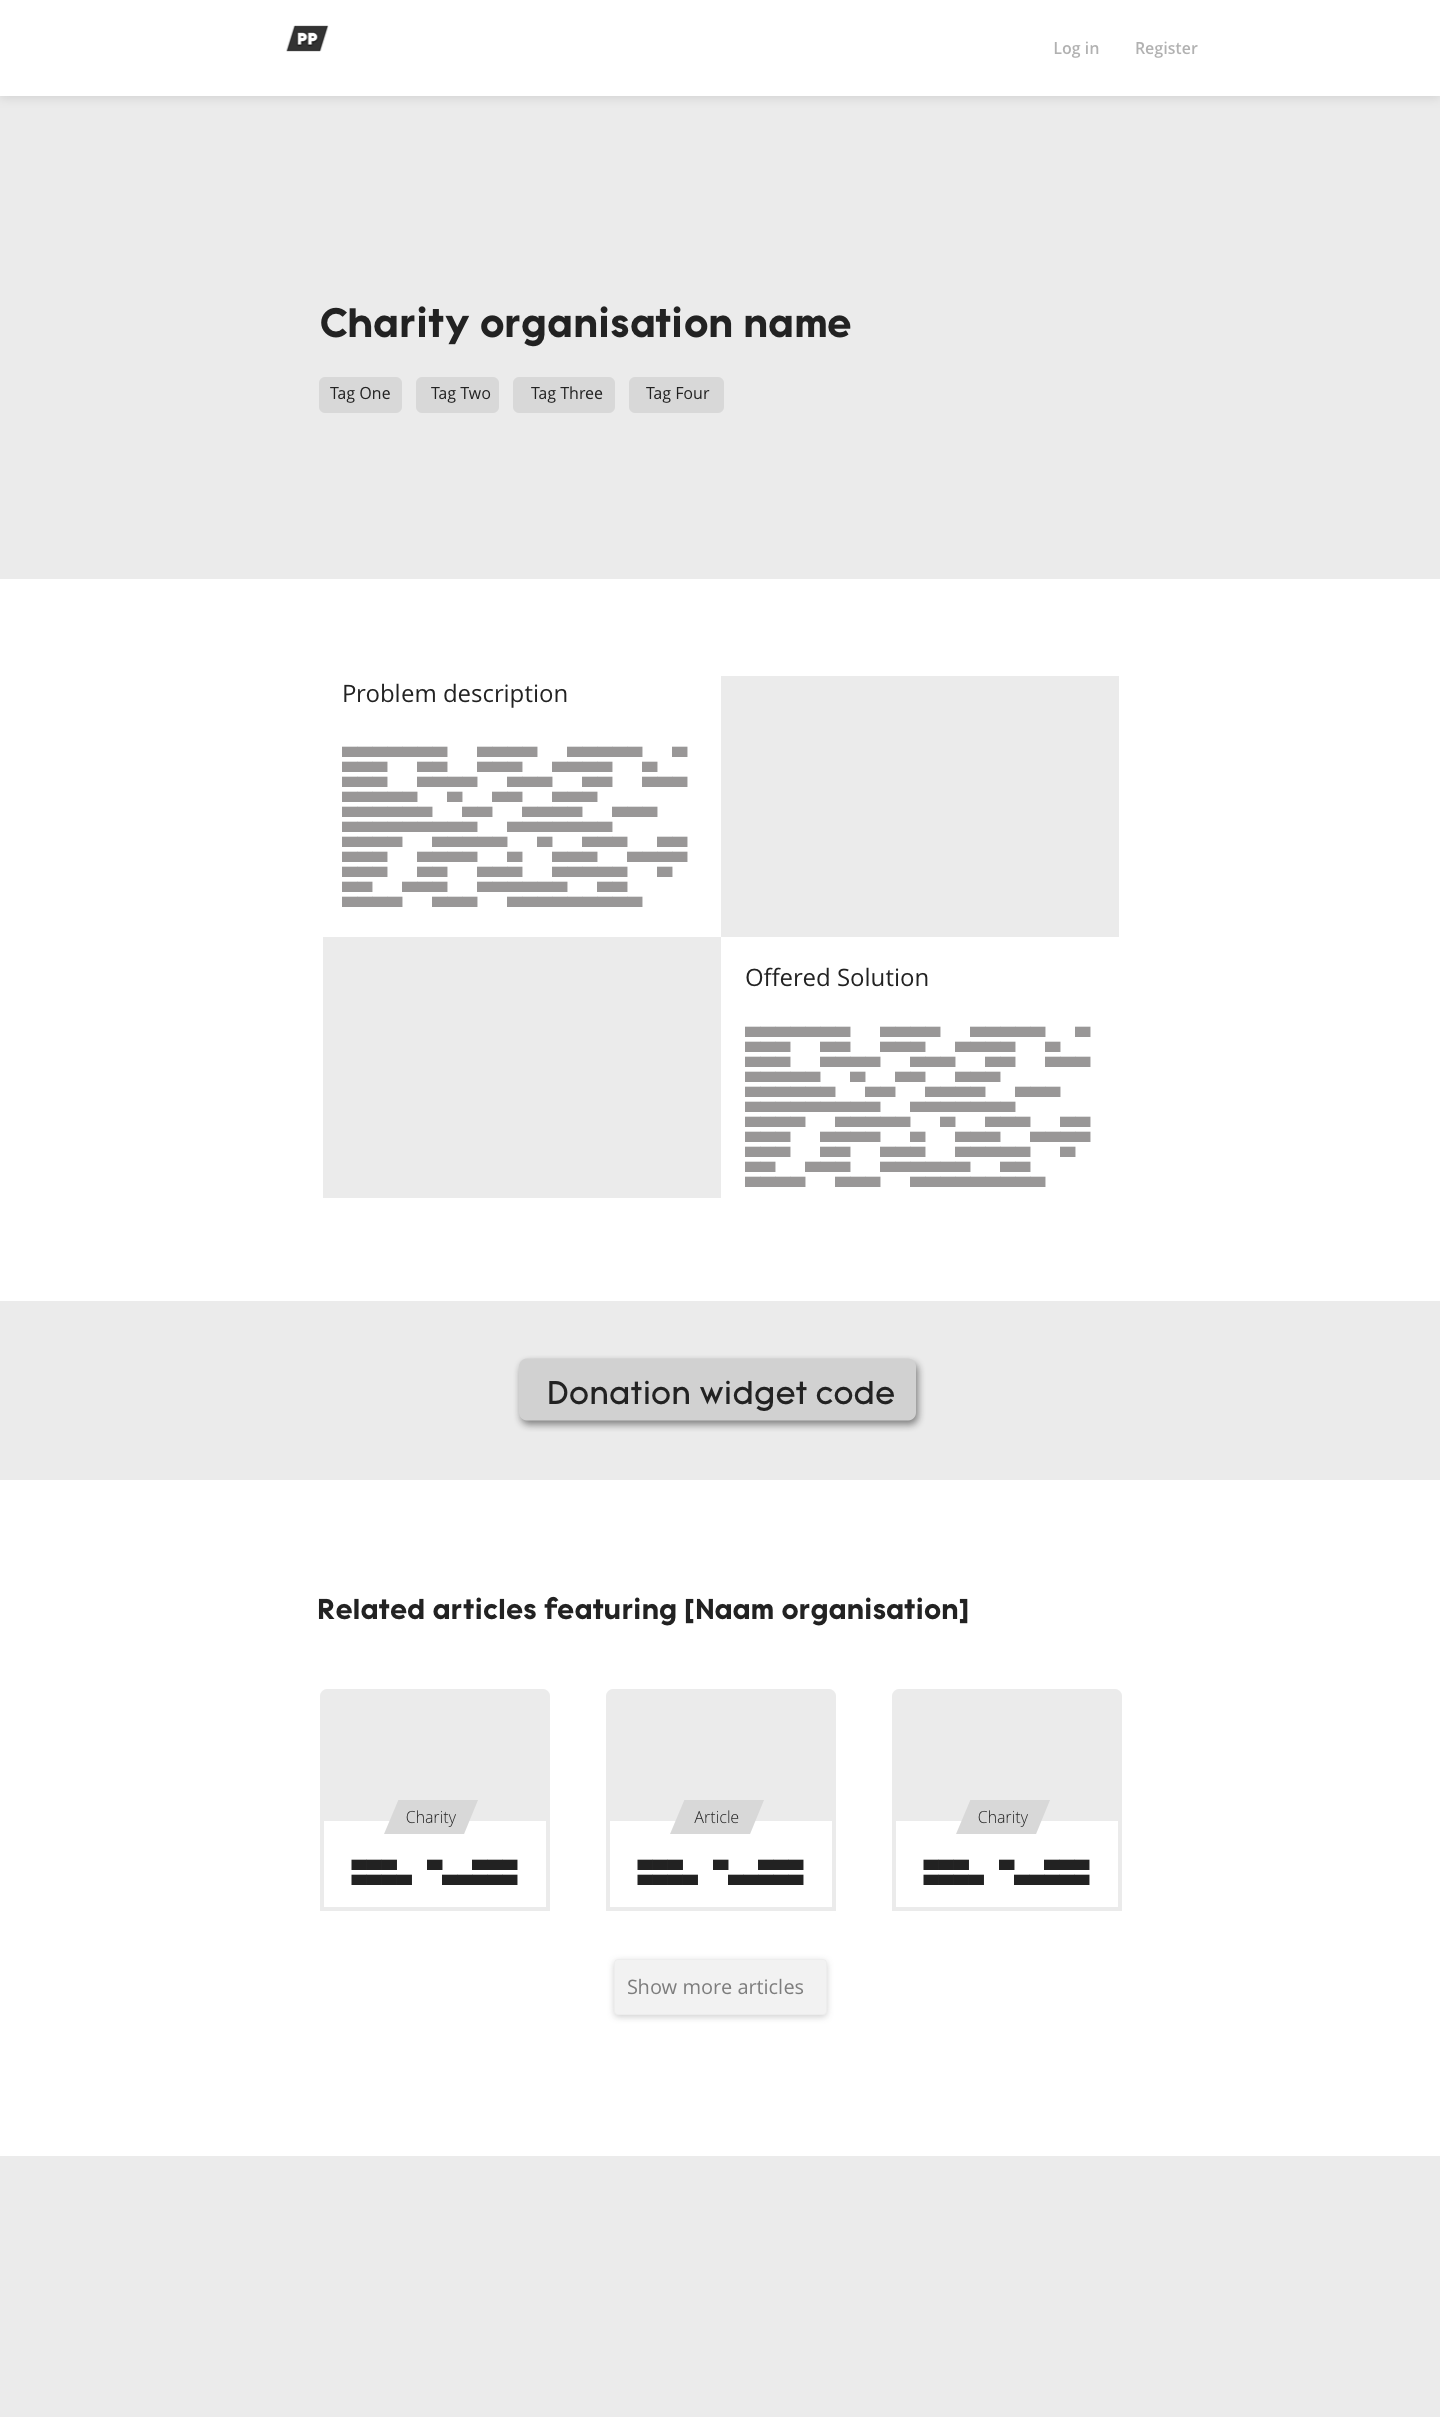 PP
Log in Register
Charity organisation name
Tag One Tag Two Tag Three Tag Four
Problem description
Offered Solution
Donation widget code
Related articles featuring [Naam organisation]
Charity Article Charity
Show more articles